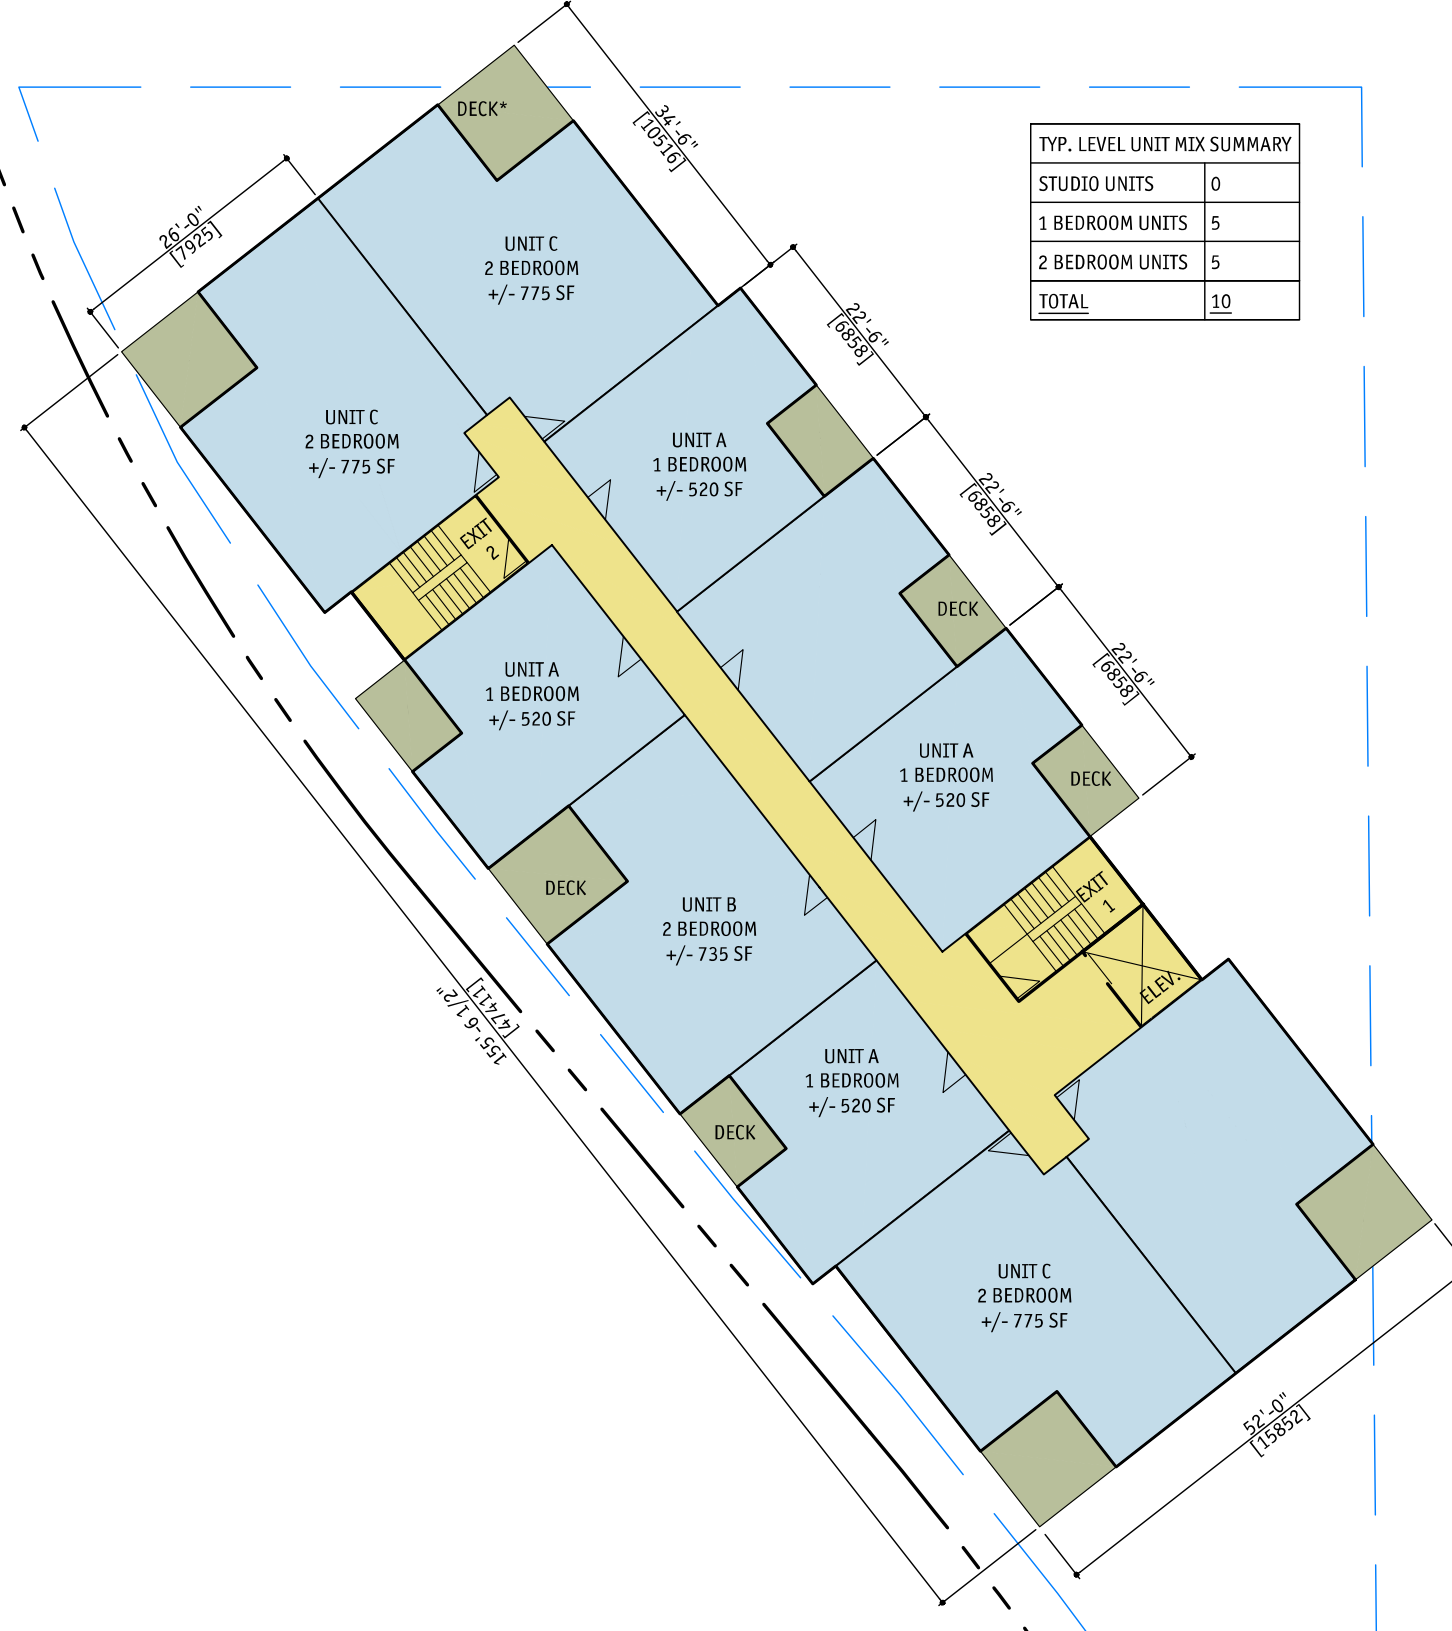 DECK*
34'-6"
[10516]
TYP. LEVEL UNIT MIX SUMMARY
STUDIO UNITS 0
1 BEDROOM UNITS 5
2 BEDROOM UNITS 5
TOTAL 10
26'-0"
[7925]
UNIT C
2 BEDROOM
+/- 775 SF
22'-6"
[6858]
UNIT C
2 BEDROOM
+/- 775 SF
UNIT A
1 BEDROOM
+/- 520 SF
22'-6"
[6858]
EXIT
2
DECK
22'-6"
[6858]
UNIT A
1 BEDROOM
+/- 520 SF
UNIT A
1 BEDROOM
+/- 520 SF
DECK
DECK
UNIT B
2 BEDROOM
+/- 735 SF
EXIT
1
ELEV.
155'-6 1/2"
[47411]
UNIT A
1 BEDROOM
+/- 520 SF
DECK
UNIT C
2 BEDROOM
+/- 775 SF
52'-0"
[15852]